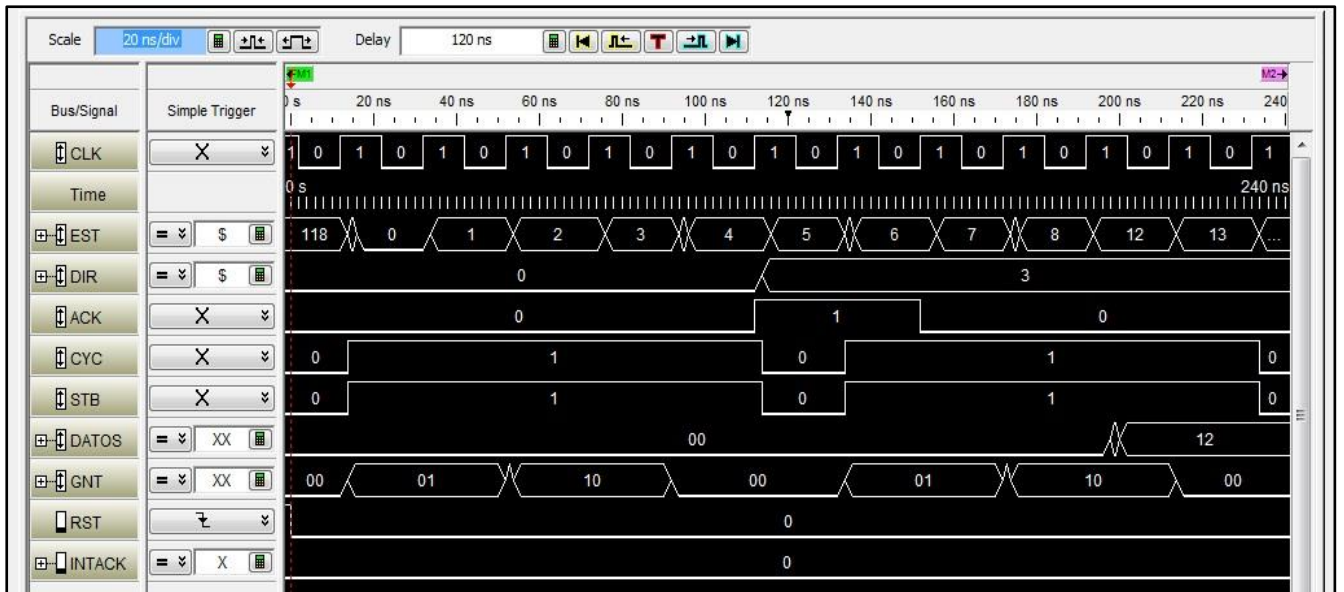 Scale 20 ns/div Delay 120 ns T
M1 M2
Bus/Signal Simple Trigger 0 s 20 ns 40 ns 60 ns 80 ns 100 ns 120 ns 140 ns 160 ns 180 ns 200 ns 220 ns 240
CLK X 1 0 1 0 1 0 1 0 1 0 1 0 1 0 1 0 1 0 1 0 1 0 1 0 1
Time 0 s 240 ns
EST = $ 118 0 1 2 3 4 5 6 7 8 12 13 ...
DIR = $ 0 3
ACK X 0 1 0
CYC X 0 1 0 1 0
STB X 0 1 0 1 0
DATOS = XX 00 12
GNT = XX 00 01 10 00 01 10 00
RST 0
INTACK = X 0